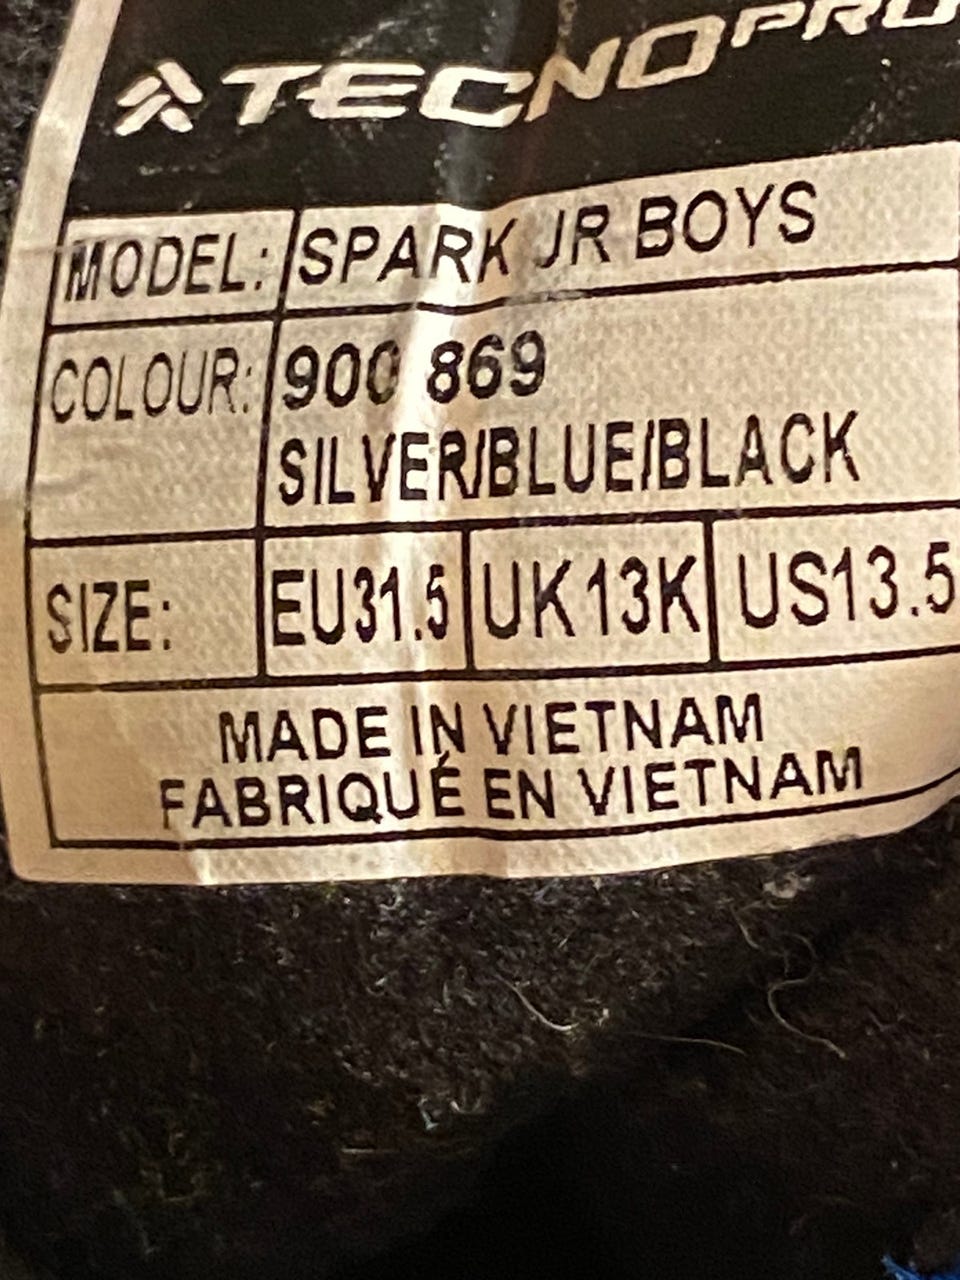 TECNOPRO
MODEL: SPARK JR BOYS
COLOUR: 900 869
SILVER/BLUE/BLACK
SIZE: EU31.5 UK13K US13.5
MADE IN VIETNAM
FABRIQUÉ EN VIETNAM